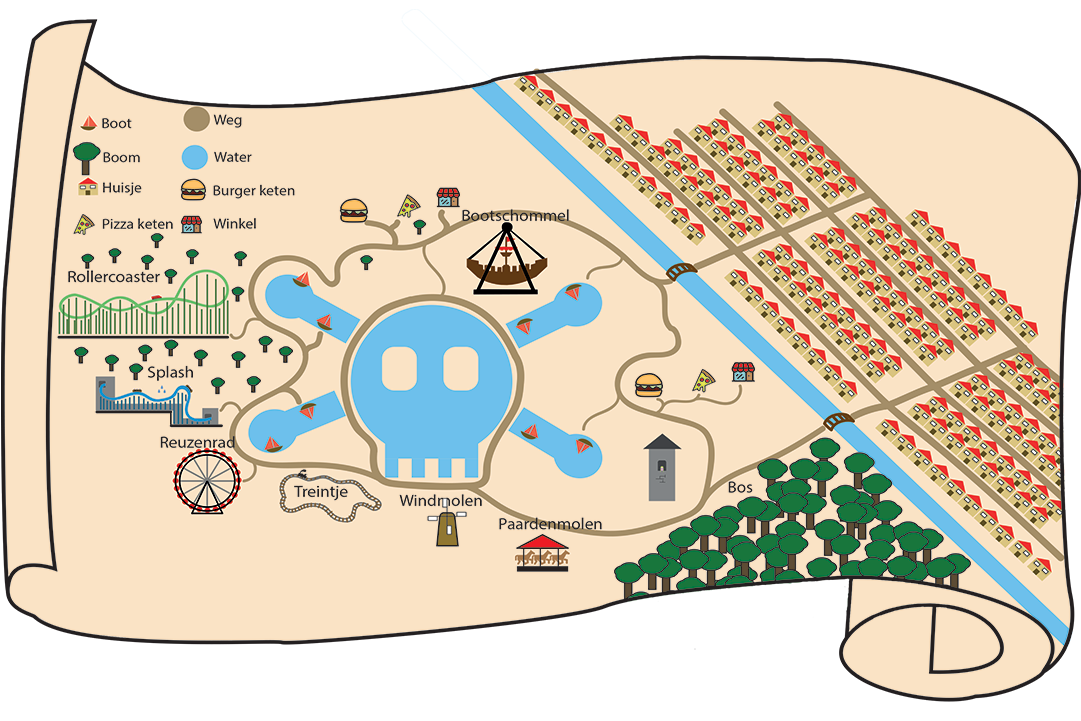 Boot
Weg
Boom
Water
Huisje
Burger keten
Pizza keten
Winkel
Bootschommel
Rollercoaster
Splash
Reuzenrad
Treintje
Windmolen
Bos
Paardenmolen